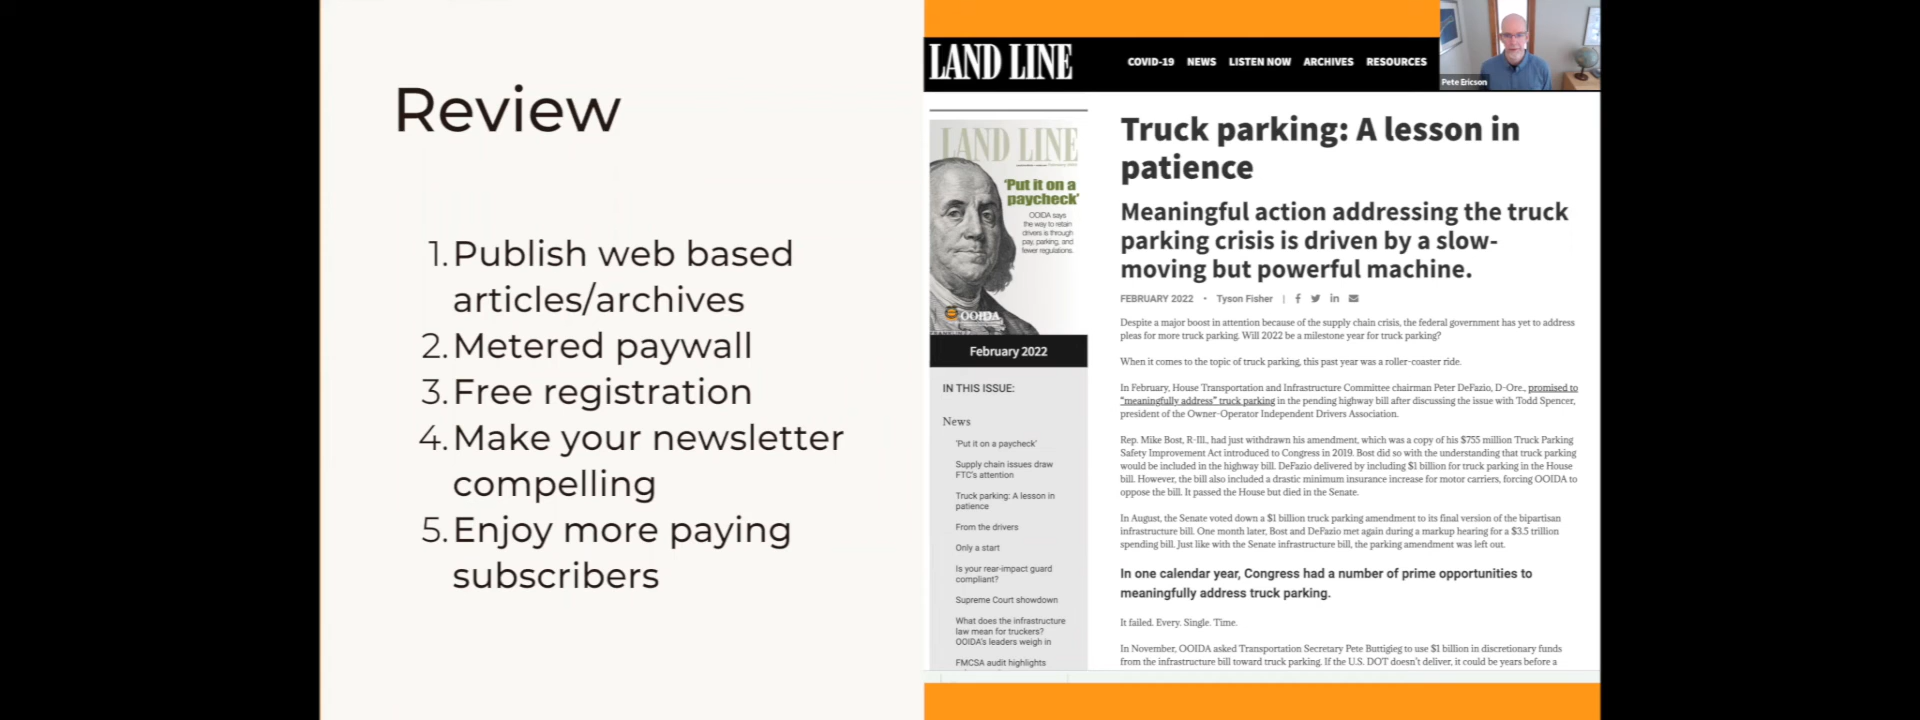 Review
1. Publish web based
articles/archives
2. Metered paywall
3. Free registration
4. Make your newsletter
compelling
5. Enjoy more paying
subscribers
LAND LINE
COVID-19 NEWS LISTEN NOW ARCHIVES RESOURCES
Pete Ericson
LAND LINE
'Put it on a
paycheck'
OOIDA says
the way to retain
drivers is through
pay, parking, and
fewer regulations.
OOIDA
February 2022
IN THIS ISSUE:
News
'Put it on a paycheck'
Supply chain issues draw
FTC's attention
Truck parking: A lesson in
patience
From the drivers
Only a start
Is your rear-impact guard
compliant?
Supreme Court showdown
What does the infrastructure
law mean for truckers?
OOIDA's leaders weigh in
FMCSA audit highlights
Truck parking: A lesson in
patience
Meaningful action addressing the truck
parking crisis is driven by a slow-
moving but powerful machine.
FEBRUARY 2022 • Tyson Fisher |
Despite a major boost in attention because of the supply chain crisis, the federal government has yet to address
pleas for more truck parking. Will 2022 be a milestone year for truck parking?
When it comes to the topic of truck parking, this past year was a roller-coaster ride.
In February, House Transportation and Infrastructure Committee chairman Peter DeFazio, D-Ore., promised to
"meaningfully address" truck parking in the pending highway bill after discussing the issue with Todd Spencer,
president of the Owner-Operator Independent Drivers Association.
Rep. Mike Bost, R-Ill., had just withdrawn his amendment, which was a copy of his $755 million Truck Parking
Safety Improvement Act introduced to Congress in 2019. Bost did so with the understanding that truck parking
would be included in the highway bill. DeFazio delivered by including $1 billion for truck parking in the House
bill. However, the bill also included a drastic minimum insurance increase for motor carriers, forcing OOIDA to
oppose the bill. It passed the House but died in the Senate.
In August, the Senate voted down a $1 billion truck parking amendment to its final version of the bipartisan
infrastructure bill. One month later, Bost and DeFazio met again during a markup hearing for a $3.5 trillion
spending bill. Just like with the Senate infrastructure bill, the parking amendment was left out.
In one calendar year, Congress had a number of prime opportunities to
meaningfully address truck parking.
It failed. Every. Single. Time.
In November, OOIDA asked Transportation Secretary Pete Buttigieg to use $1 billion in discretionary funds
from the infrastructure bill toward truck parking. If the U.S. DOT doesn't deliver, it could be years before a